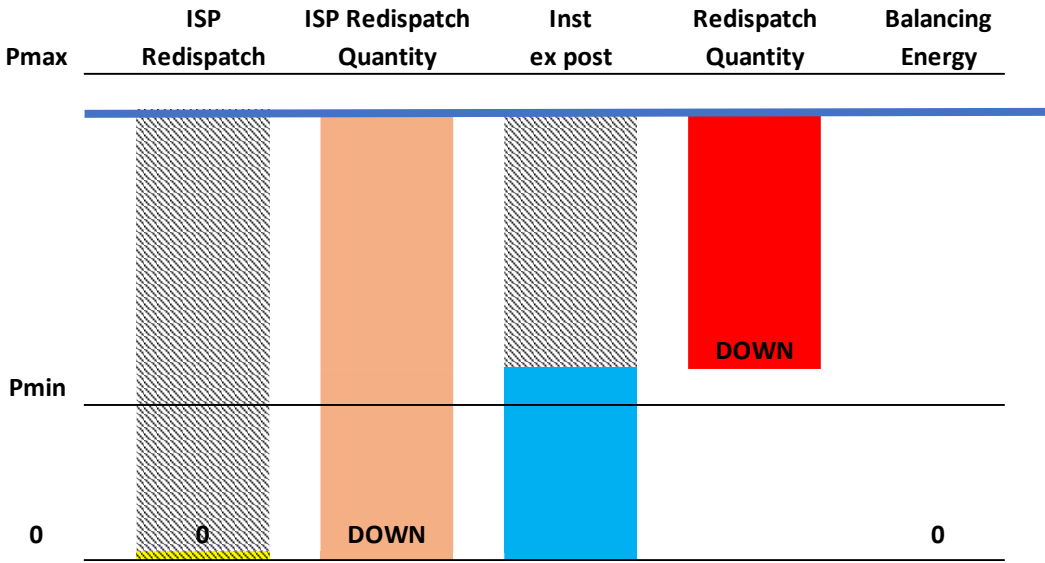 ISP ISP Redispatch Inst Redispatch Balancing
Pmax Redispatch Quantity ex post Quantity Energy
DOWN
Pmin
0 0 DOWN 0